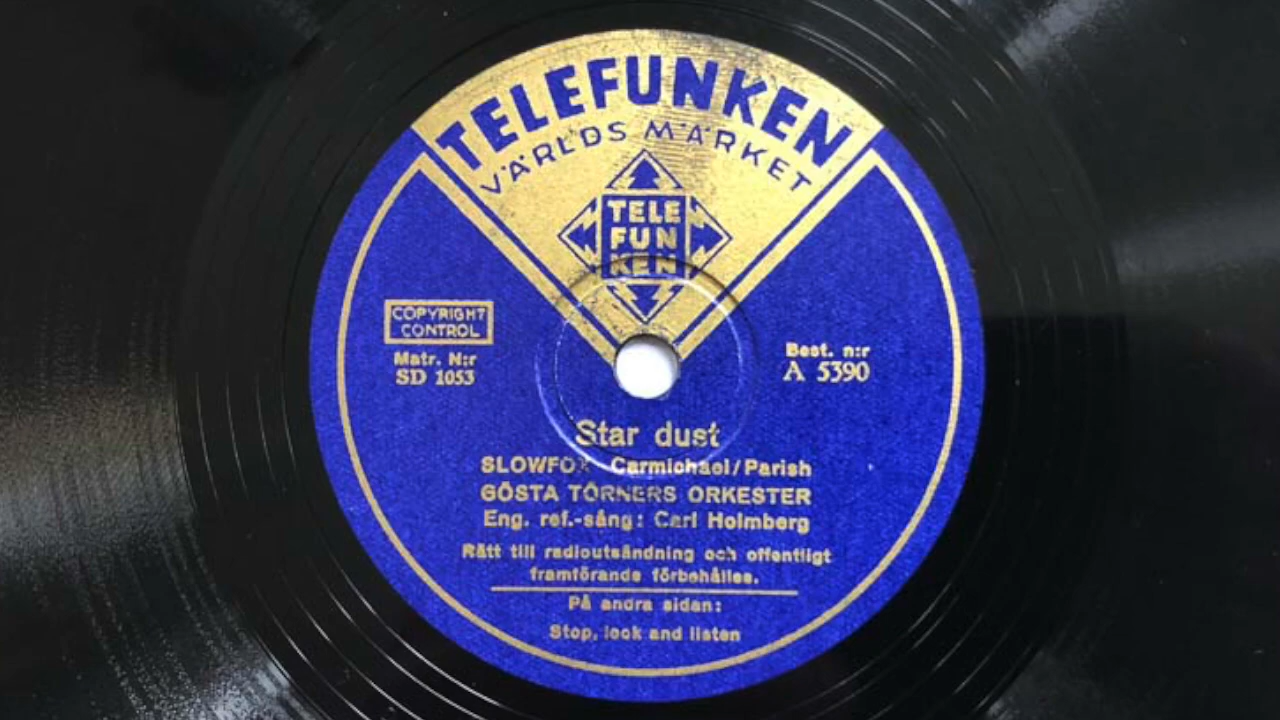 TELEFUNKEN
VÄRLDS MÄRKET
TELE
FUN
KEN
COPYRIGHT
CONTROL
Matr. N:r
SD 1053
Best. n:r
A 5390
Star dust
SLOWFOX Carmichael/Parish
GÖSTA TÖRNERS ORKESTER
Eng. ref.-sång: Carl Holmberg
Rätt till radioutsändning och offentligt
framförande förbehålles.
På andra sidan:
Stop, look and listen